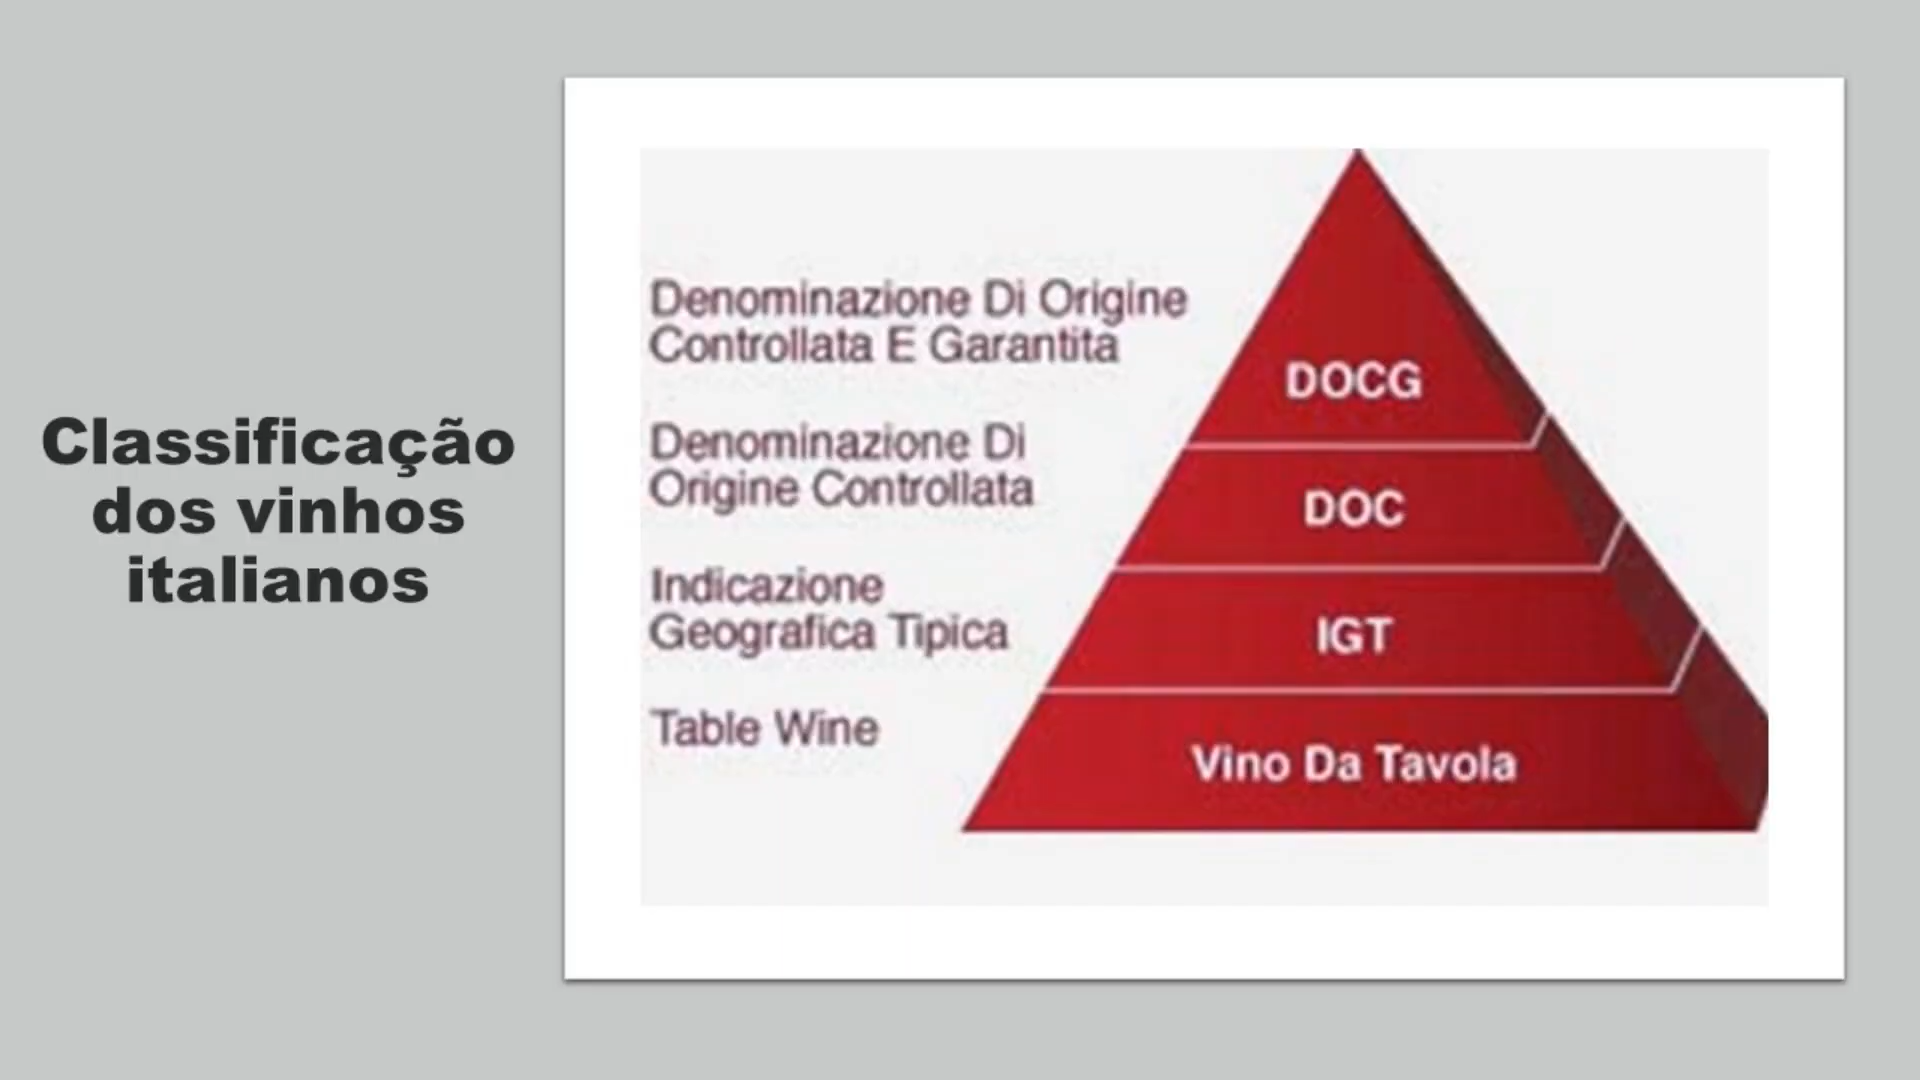 Classificação
dos vinhos
italianos
Denominazione Di Origine
Controllata E Garantita
DOCG
Denominazione Di
Origine Controllata
DOC
Indicazione
Geografica Tipica
IGT
Table Wine
Vino Da Tavola